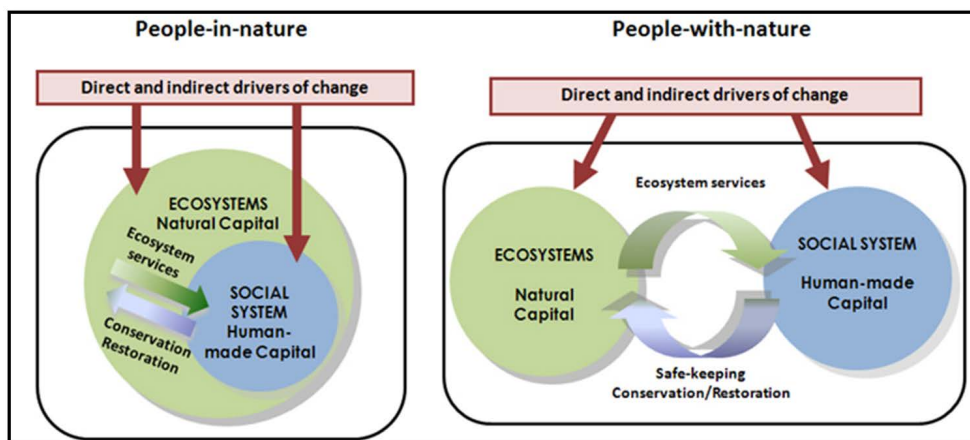 People-in-nature
Direct and indirect drivers of change
ECOSYSTEMS
Natural Capital
Ecosystem
services
SOCIAL
SYSTEM
Human-
made Capital
Conservation
Restoration
People-with-nature
Direct and indirect drivers of change
Ecosystem services
ECOSYSTEMS
Natural
Capital
SOCIAL SYSTEM
Human-made
Capital
Safe-keeping
Conservation/Restoration